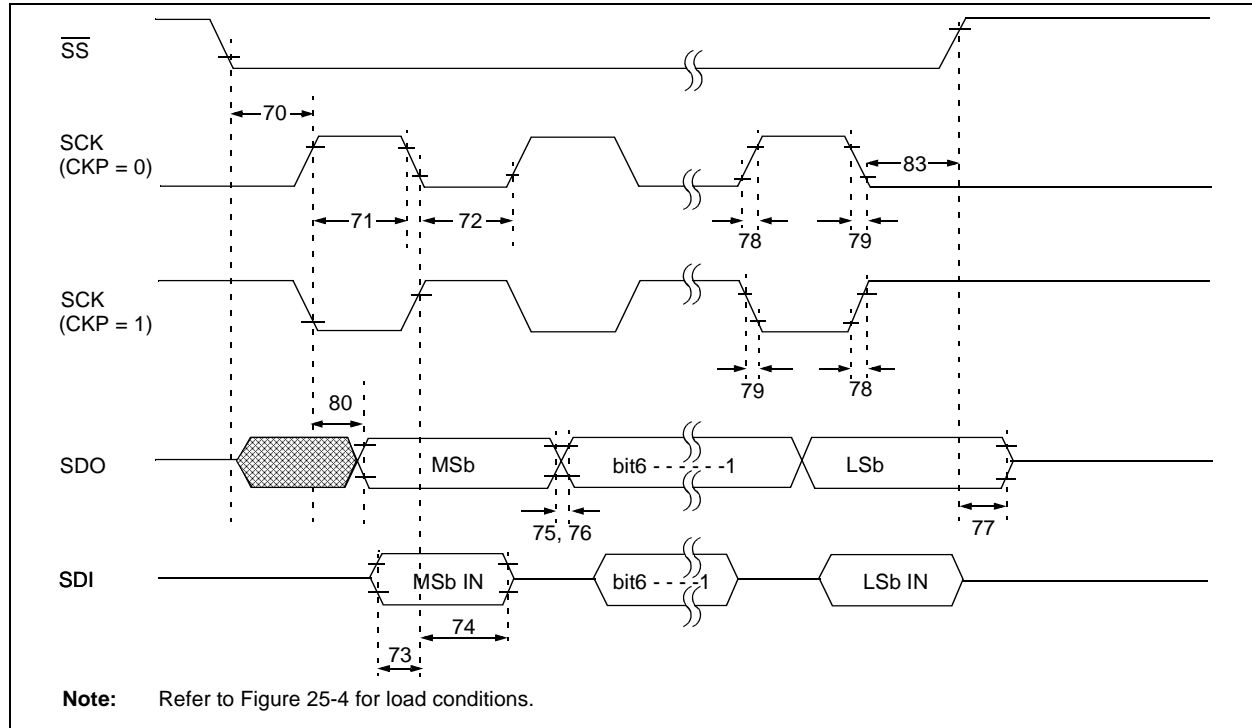 SS
70
SCK
(CKP = 0)
83
71
72
78
79
SCK
(CKP = 1)
79
78
80
SDO
MSb
bit6 - - - - - -1
LSb
75, 76
77
SDI
MSb IN
bit6 - - - -1
LSb IN
74
73
Note: Refer to Figure 25-4 for load conditions.